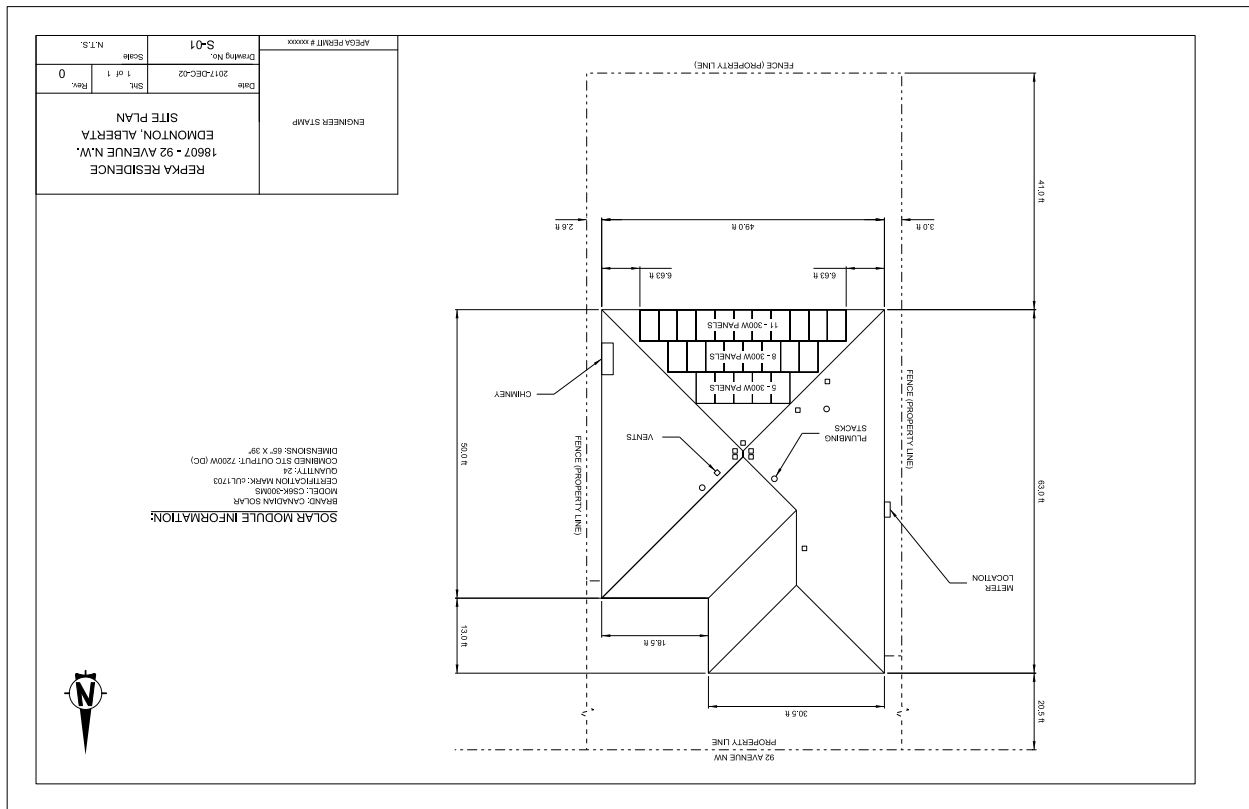 92 AVENUE NW
PROPERTY LINE
20.5 ft
30.5 ft
N
18.5 ft
13.0 ft
METER
LOCATION
63.0 ft
FENCE (PROPERTY LINE)
PLUMBING
STACKS
VENTS
FENCE (PROPERTY LINE)
50.0 ft
CHIMNEY
SOLAR MODULE INFORMATION:
BRAND: CANADIAN SOLAR
MODEL: CS6K-300MS
CERTIFICATION MARK: cUL1703
QUANTITY: 24
COMBINED STC OUTPUT: 7200W (DC)
DIMENSIONS: 65" X 39"
5 - 300W PANELS
8 - 300W PANELS
11 - 300W PANELS
6.63 ft
6.63 ft
3.0 ft
49.0 ft
2.6 ft
41.0 ft
FENCE (PROPERTY LINE)
ENGINEER STAMP
APEGA PERMIT # xxxxxx
REPKA RESIDENCE
18607 - 92 AVENUE N.W.
EDMONTON, ALBERTA
SITE PLAN
Date
2017-DEC-02
Sht.
1 of 1
Rev.
0
Drawing No.
S-01
Scale
N.T.S.